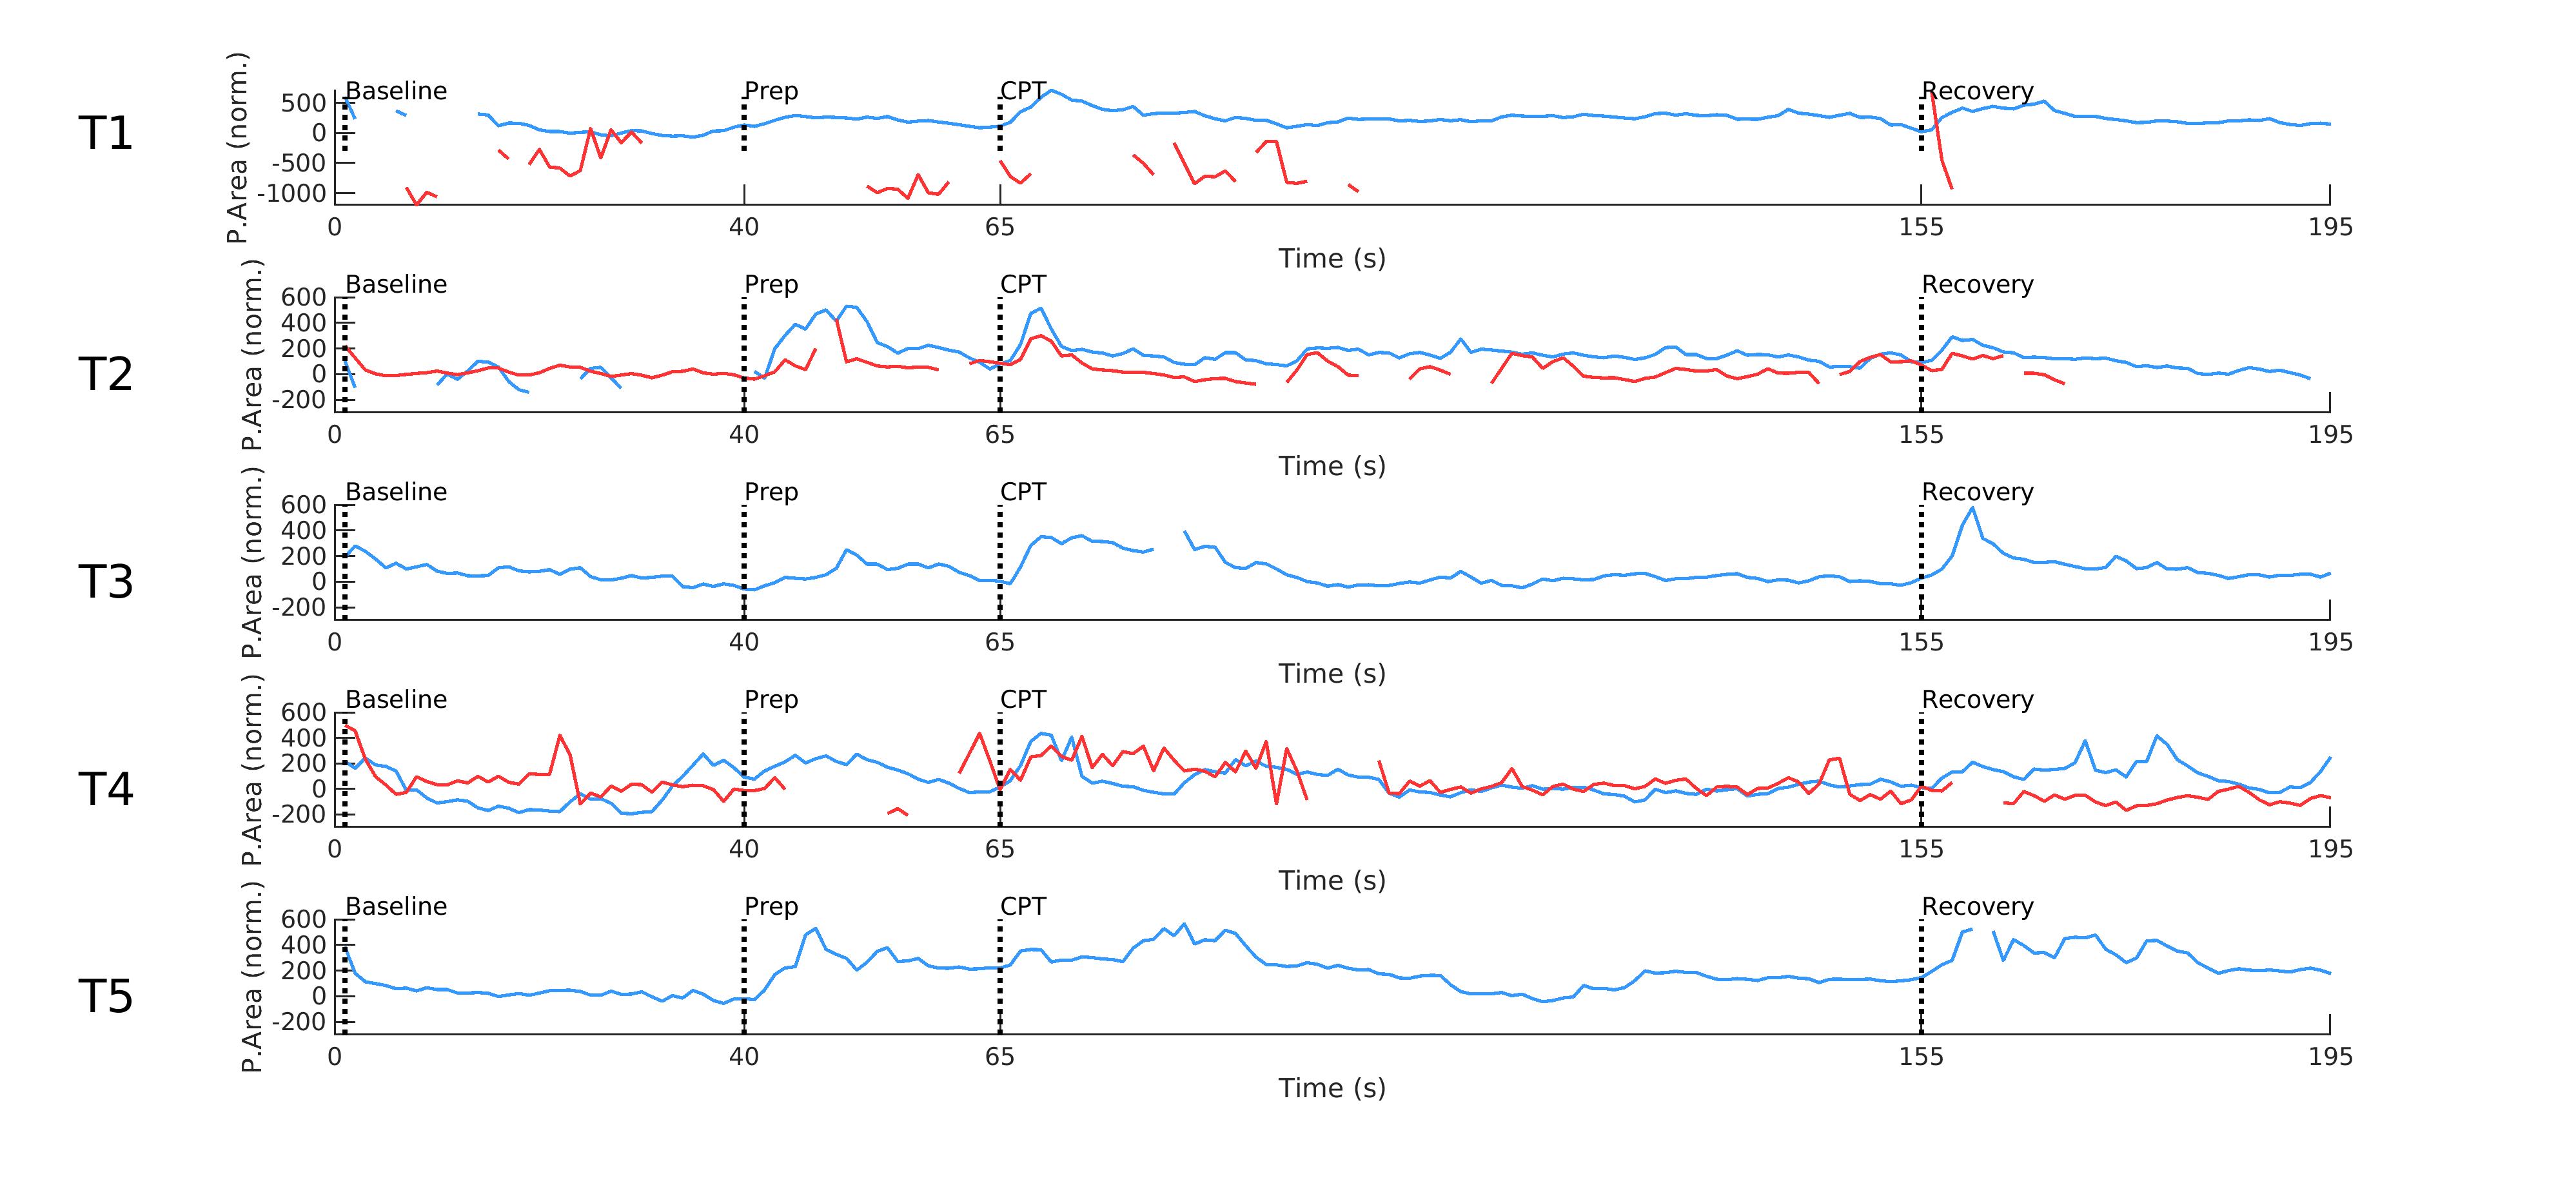 T1
P.Area (norm.)
500
0
-500
-1000
Baseline
Prep
CPT
Recovery
0 40 65 155 195
Time (s)
T2
P.Area (norm.)
600
400
200
0
-200
Baseline
Prep
CPT
Recovery
0 40 65 155 195
Time (s)
T3
P.Area (norm.)
600
400
200
0
-200
Baseline
Prep
CPT
Recovery
0 40 65 155 195
Time (s)
T4
P.Area (norm.)
600
400
200
0
-200
Baseline
Prep
CPT
Recovery
0 40 65 155 195
Time (s)
T5
P.Area (norm.)
600
400
200
0
-200
Baseline
Prep
CPT
Recovery
0 40 65 155 195
Time (s)